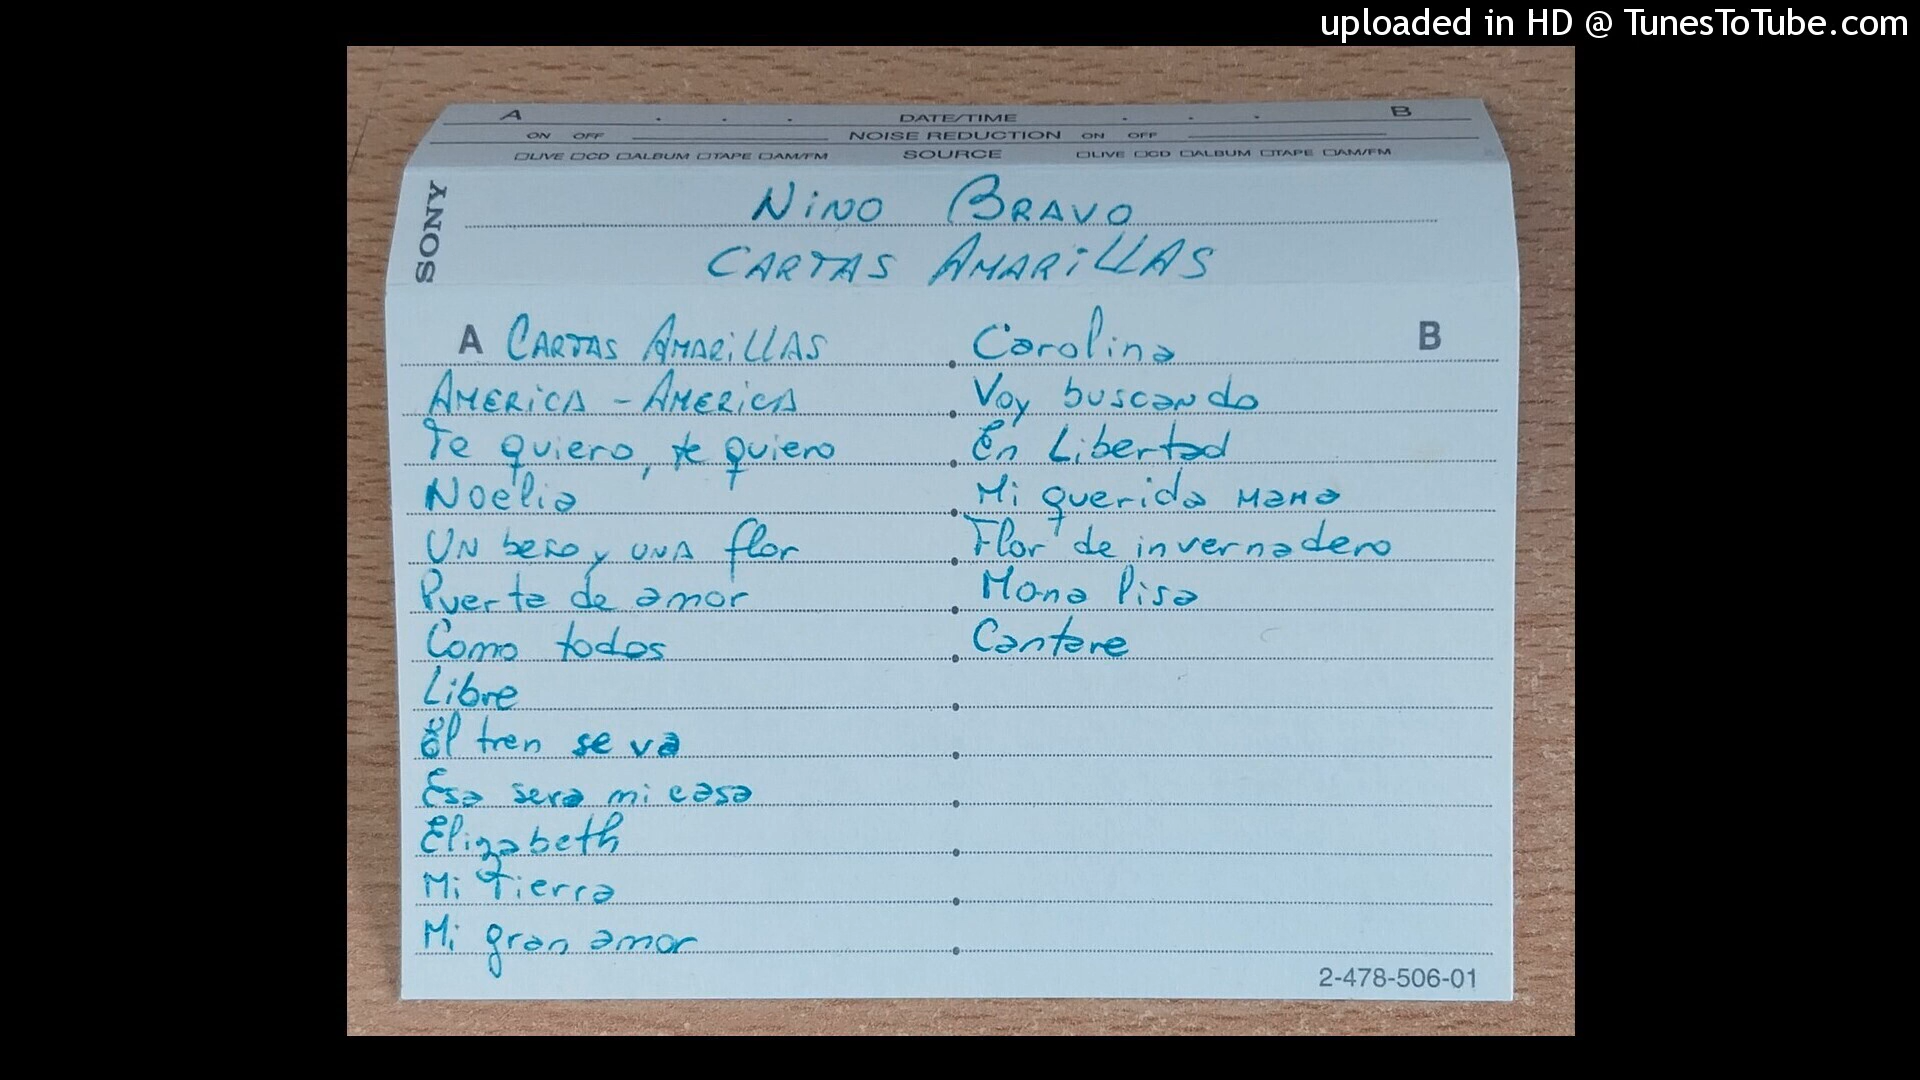 uploaded in HD @ TunesToTube.com
A DATE/TIME B
ON OFF NOISE REDUCTION ON OFF
LIVE CD ALBUM TAPE AM/FM SOURCE LIVE CD ALBUM TAPE AM/FM
SONY
NiNO BRAVO
CARTAS AMARiLLAS
A CARTAS AMARiLLAS
AMERiCA - AMERiCA
Te quiero, te quiero
Noelia
UN beso y UNA flor
Puerta de amor
Como todos
Libre
El tren se va
Esa sera mi casa
Elizabeth
Mi Tierra
Mi gran amor
Carolina B
Voy buscando
En Libertad
Mi querida mama
Flor de invernadero
Mona lisa
Cantare
2-478-506-01